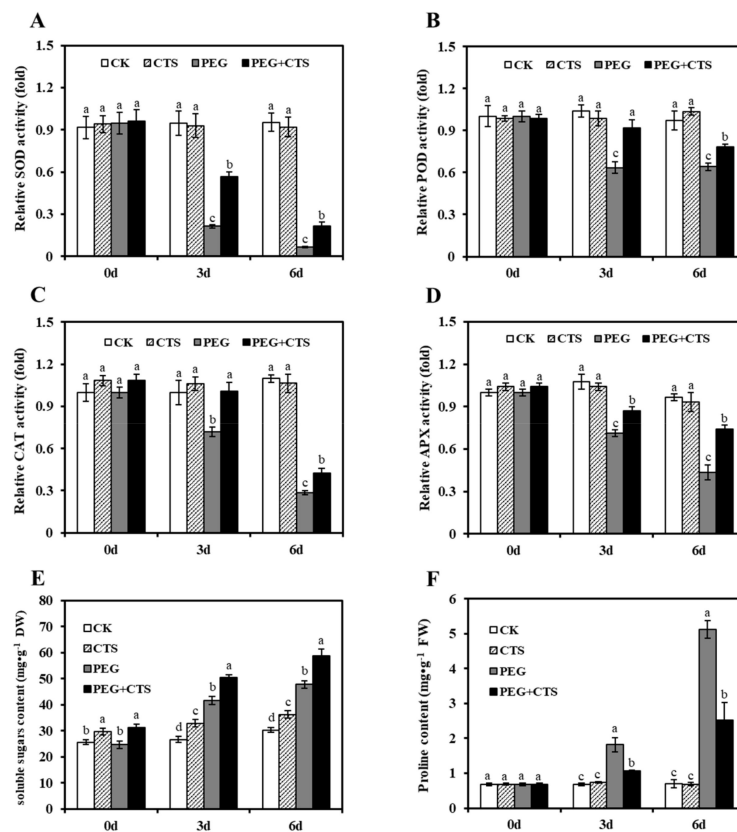 A
Relative SOD activity (fold)
1.5
1.2
0.9
0.6
0.3
0
CK CTS PEG PEG+CTS
a a a a
a a c b
a a c b
0d 3d 6d
B
Relative POD activity (fold)
1.5
1.2
0.9
0.6
0.3
0
CK CTS PEG PEG+CTS
a a a a
a a c a
a a c b
0d 3d 6d
C
Relative CAT activity (fold)
1.5
1.2
0.9
0.6
0.3
0
CK CTS PEG PEG+CTS
a a a a
a a b a
a a c b
0d 3d 6d
D
Relative APX activity (fold)
1.5
1.2
0.9
0.6
0.3
0
CK CTS PEG PEG+CTS
a a a a
a a c b
a a c b
0d 3d 6d
E
soluble sugars content (mg•g-1 DW)
80
70
60
50
40
30
20
10
0
CK
CTS
PEG
PEG+CTS
b a b a
d c b a
d c b a
0d 3d 6d
F
Proline content (mg•g-1 FW)
6
5
4
3
2
1
0
CK
CTS
PEG
PEG+CTS
a a a a
c c a b
c c a b
0d 3d 6d